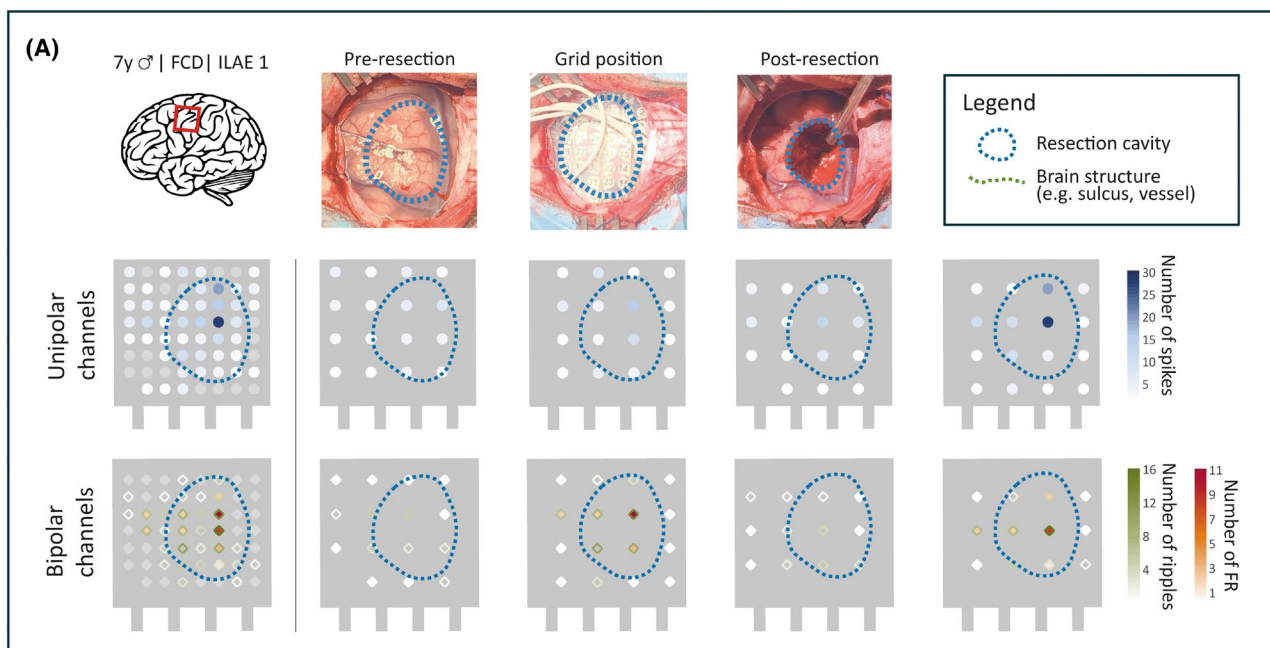 (A)
7y ♂ | FCD| ILAE 1
Pre-resection
Grid position
Post-resection
Legend
Resection cavity
Brain structure
(e.g. sulcus, vessel)
Unipolar
channels
30
25
20
15
10
5
Number of spikes
Bipolar
channels
16
12
8
4
Number of ripples
11
9
7
5
3
1
Number of FR